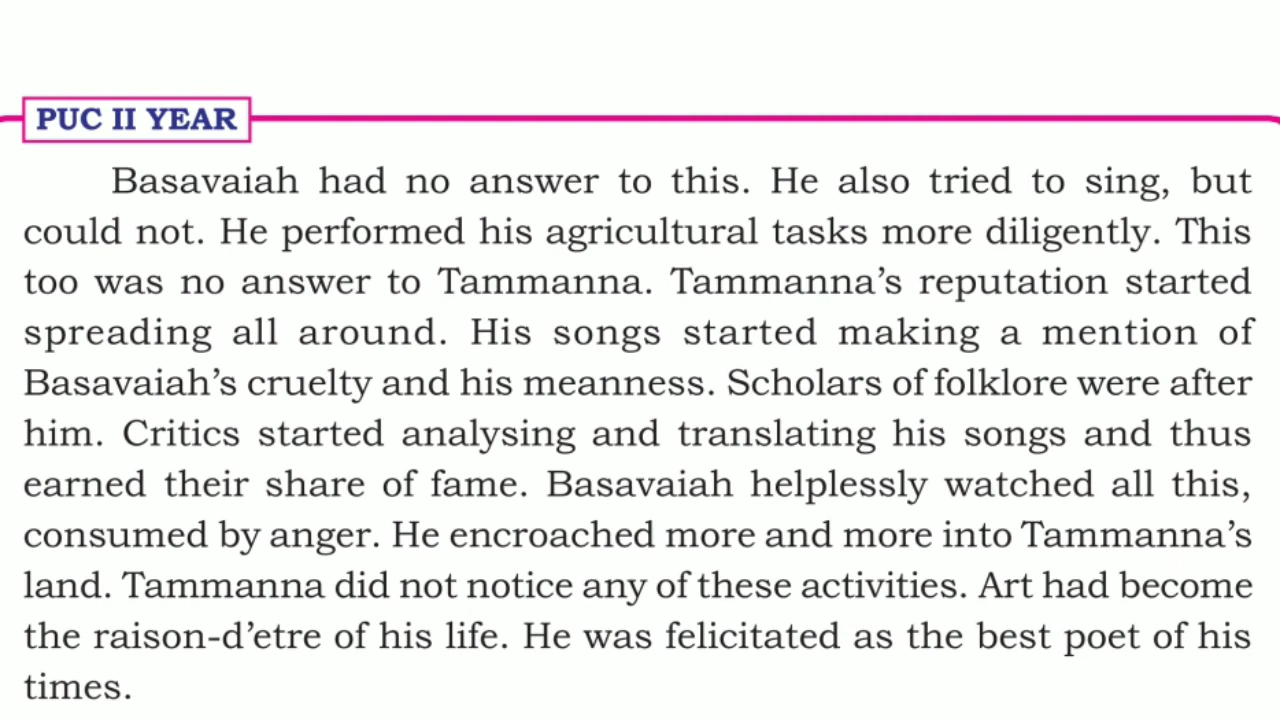 PUC II YEAR
Basavaiah had no answer to this. He also tried to sing, but
could not. He performed his agricultural tasks more diligently. This
too was no answer to Tammanna. Tammanna's reputation started
spreading all around. His songs started making a mention of
Basavaiah's cruelty and his meanness. Scholars of folklore were after
him. Critics started analysing and translating his songs and thus
earned their share of fame. Basavaiah helplessly watched all this,
consumed by anger. He encroached more and more into Tammanna's
land. Tammanna did not notice any of these activities. Art had become
the raison-d'etre of his life. He was felicitated as the best poet of his
times.